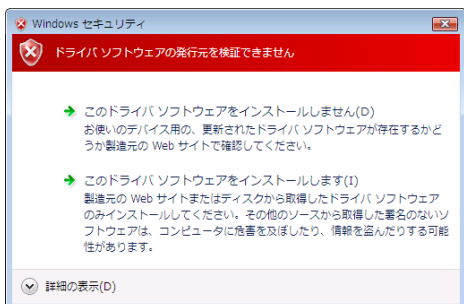 Windows セキュリティ
ドライバ ソフトウェアの発行元を検証できません
このドライバ ソフトウェアをインストールしません(D)
お使いのデバイス用の、更新されたドライバ ソフトウェアが存在するかど
うか製造元の Web サイトで確認してください。
このドライバ ソフトウェアをインストールします(I)
製造元の Web サイトまたはディスクから取得したドライバ ソフトウェア
のみインストールしてください。その他のソースから取得した署名のないソ
フトウェアは、コンピュータに危害を及ぼしたり、情報を盗んだりする可能
性があります。
詳細の表示(D)